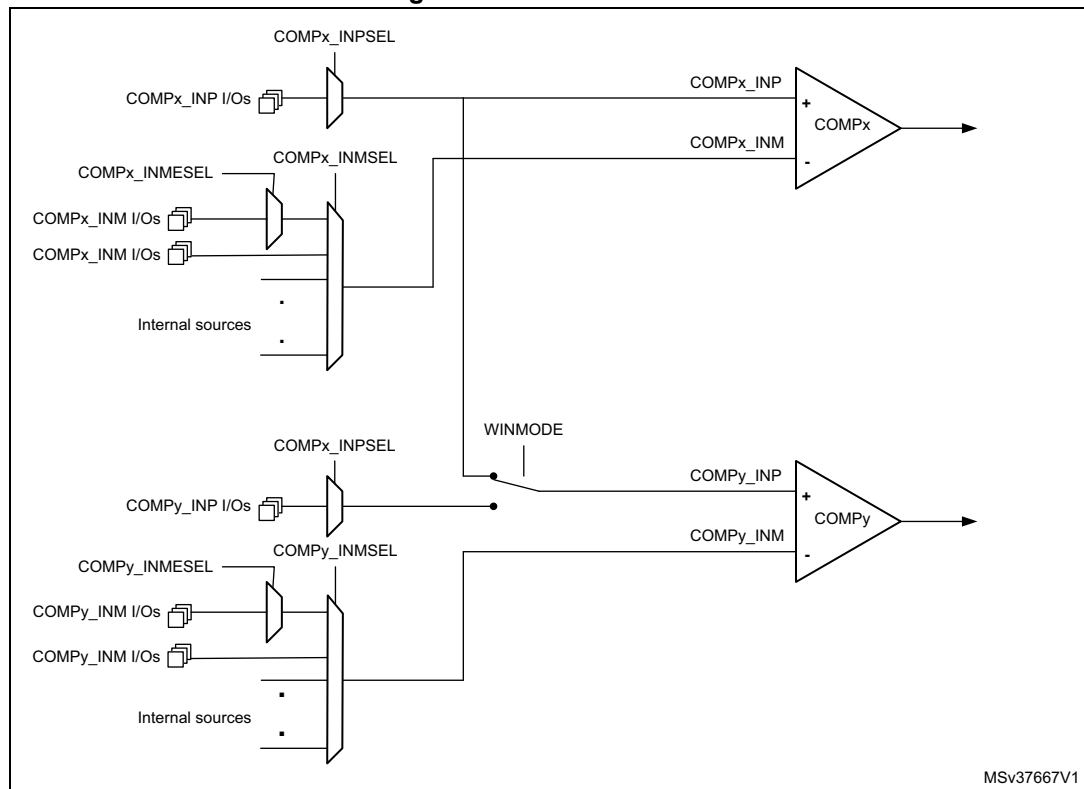 COMPx_INPSEL
COMPx_INP I/Os
COMPx_INP
+
COMPx
COMPx_INM
-
COMPx_INMSEL
COMPx_INMESEL
COMPx_INM I/Os
COMPx_INM I/Os
Internal sources
WINMODE
COMPx_INPSEL
COMPy_INP I/Os
COMPy_INP
+
COMPy
COMPy_INM
-
COMPy_INMSEL
COMPy_INMESEL
COMPy_INM I/Os
COMPy_INM I/Os
Internal sources
MSv37667V1